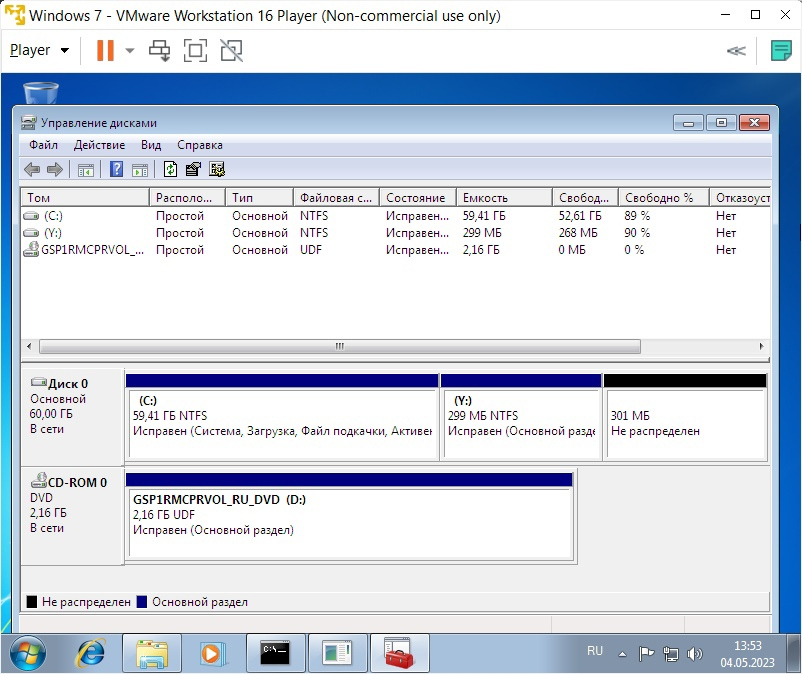 Windows 7 - VMware Workstation 16 Player (Non-commercial use only)
Player
Управление дисками
Файл Действие Вид Справка
Том Располо... Тип Файловая с... Состояние Емкость Свобод... Свободно % Отказоуст
(C:) Простой Основной NTFS Исправен... 59,41 ГБ 52,61 ГБ 89 % Нет
(Y:) Простой Основной NTFS Исправен... 299 МБ 268 МБ 90 % Нет
GSP1RMCPRVOL_... Простой Основной UDF Исправен... 2,16 ГБ 0 МБ 0 % Нет
Диск 0
Основной
60,00 ГБ
В сети
(C:)
59,41 ГБ NTFS
Исправен (Система, Загрузка, Файл подкачки, Активен
(Y:)
299 МБ NTFS
Исправен (Основной разде
301 МБ
Не распределен
CD-ROM 0
DVD
2,16 ГБ
В сети
GSP1RMCPRVOL_RU_DVD (D:)
2,16 ГБ UDF
Исправен (Основной раздел)
Не распределен Основной раздел
C:\_
RU
13:53
04.05.2023